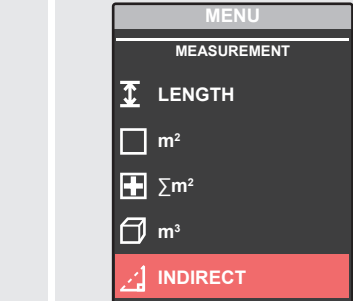 MENU
MEASUREMENT
LENGTH
m²
∑m²
m³
INDIRECT